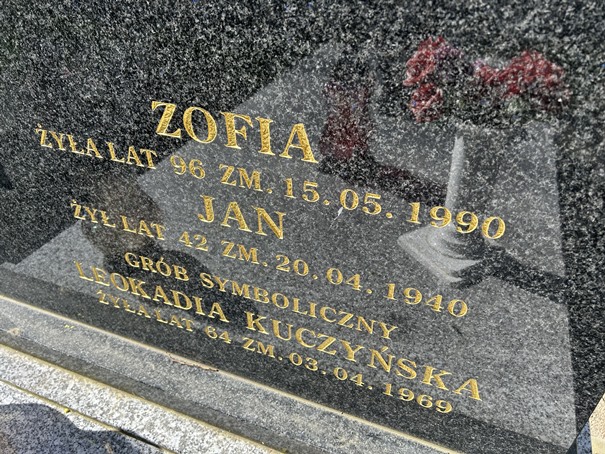 ZOFIA
ŻYŁA LAT 96 ZM. 15.05.1990
JAN
ŻYŁ LAT 42 ZM. 20.04.1940
GRÓB SYMBOLICZNY
LEOKADIA KUCZYŃSKA
ŻYŁA LAT 64 ZM. 03.04.1969